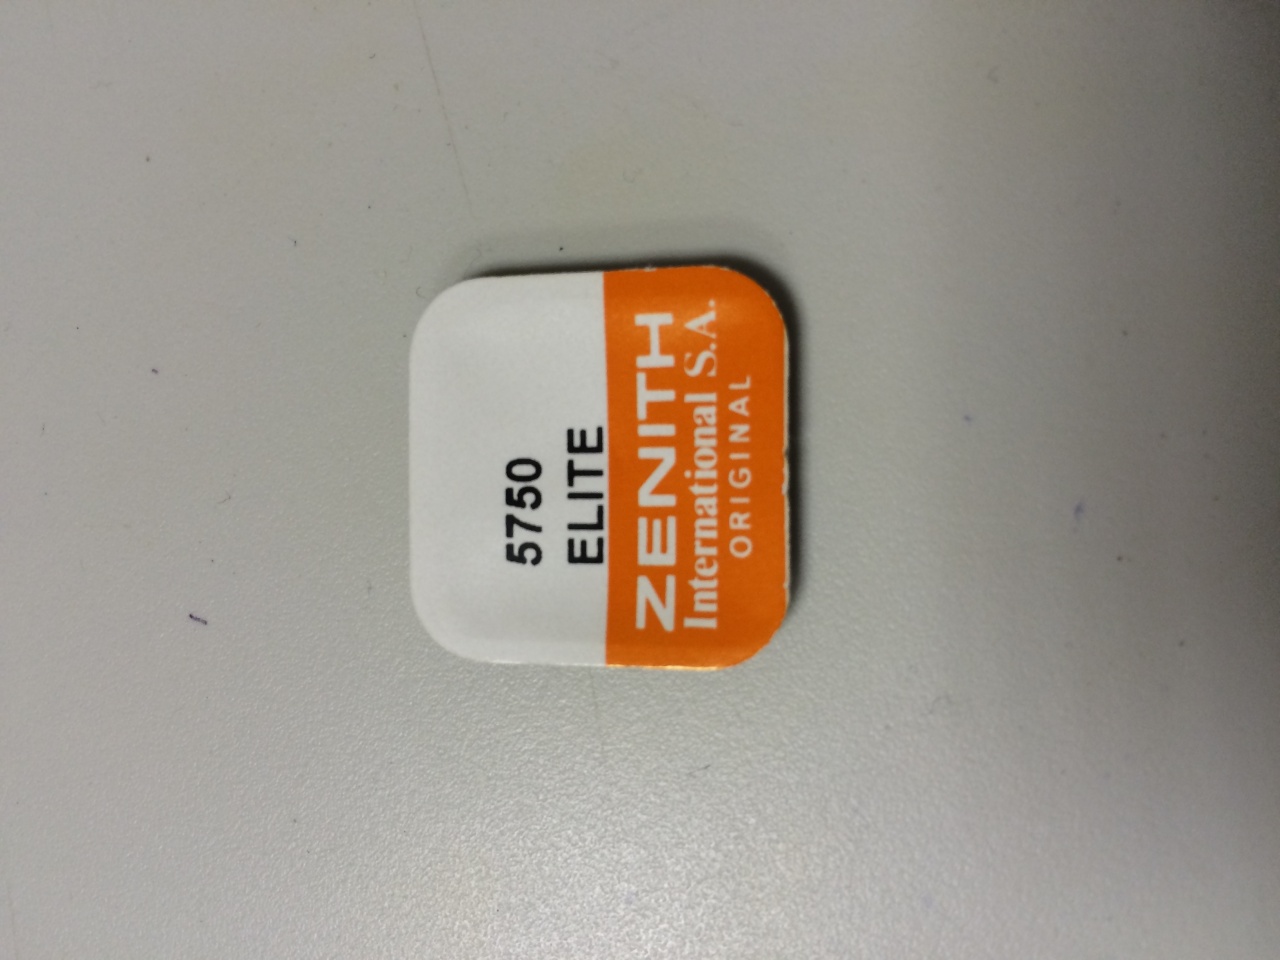 5750
ELITE
ZENITH
International S.A.
ORIGINAL